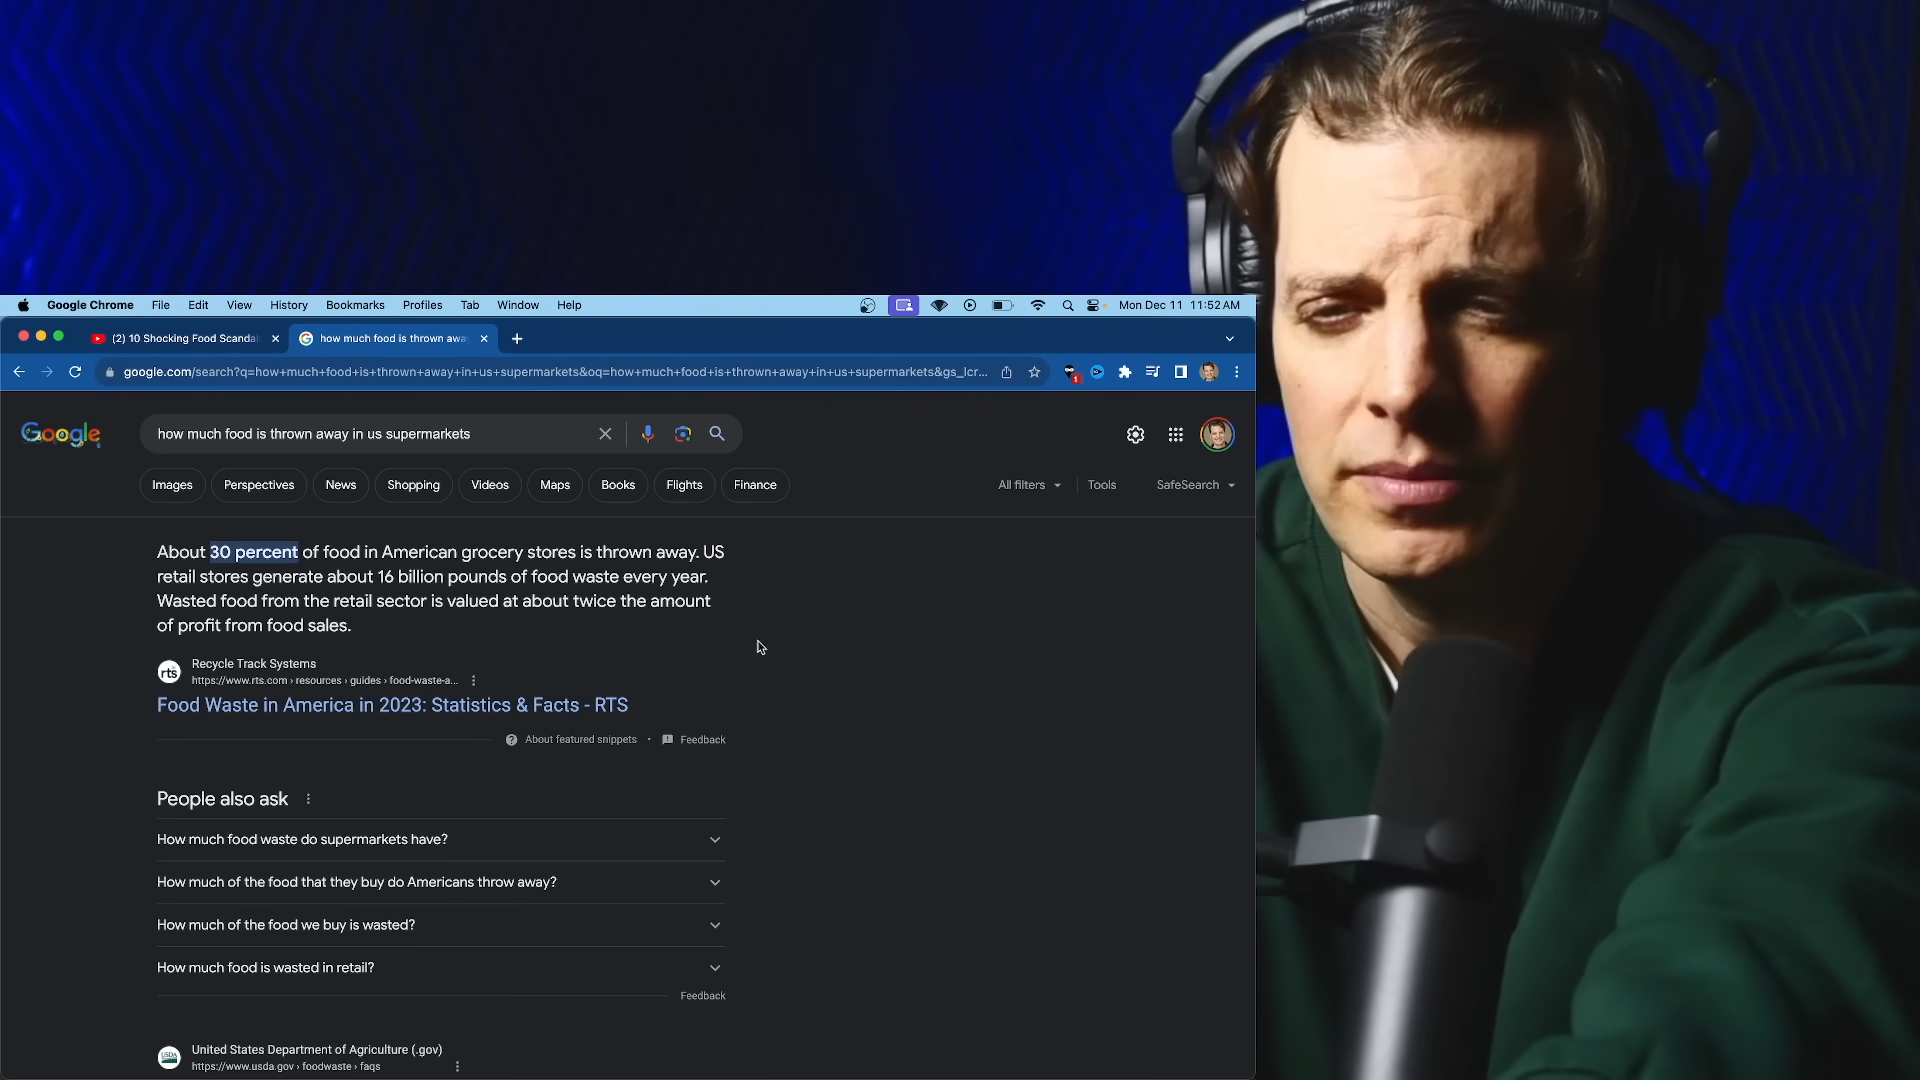 Google Chrome File Edit View History Bookmarks Profiles Tab Window Help Mon Dec 11 11:52 AM
(2) 10 Shocking Food Scandal
how much food is thrown away
google.com/search?q=how+much+food+is+thrown+away+in+us+supermarkets&oq=how+much+food+is+thrown+away+in+us+supermarkets&gs_lcr...
1
Google
how much food is thrown away in us supermarkets
Images Perspectives News Shopping Videos Maps Books Flights Finance All filters Tools SafeSearch
About 30 percent of food in American grocery stores is thrown away. US
retail stores generate about 16 billion pounds of food waste every year.
Wasted food from the retail sector is valued at about twice the amount
of profit from food sales.
rts
Recycle Track Systems
https://www.rts.com › resources › guides › food-waste-a...
Food Waste in America in 2023: Statistics & Facts - RTS
About featured snippets • Feedback
People also ask
How much food waste do supermarkets have?
How much of the food that they buy do Americans throw away?
How much of the food we buy is wasted?
How much food is wasted in retail?
Feedback
USDA
United States Department of Agriculture (.gov)
https://www.usda.gov › foodwaste › faqs